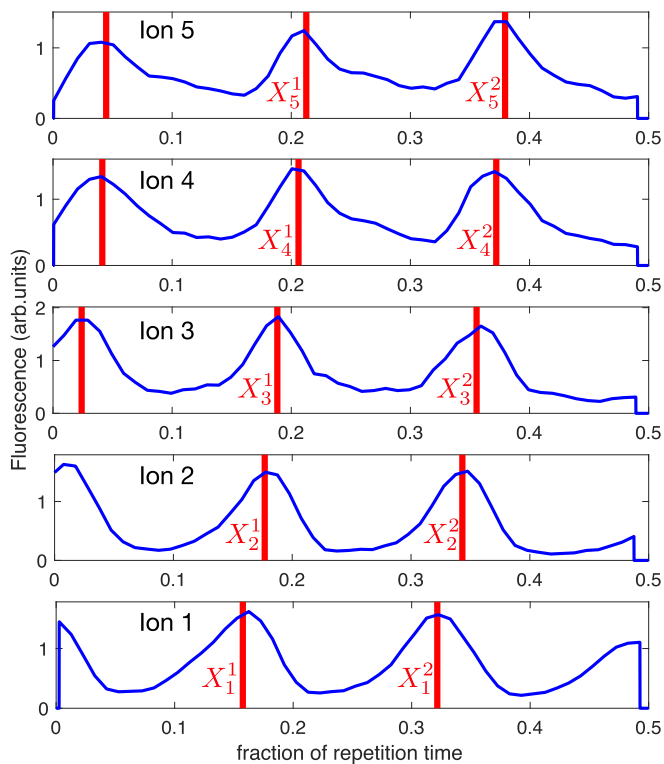 Ion 5
1
0
X_5^1
X_5^2
0 0.1 0.2 0.3 0.4 0.5
Ion 4
1
0
X_4^1
X_4^2
0 0.1 0.2 0.3 0.4 0.5
Fluorescence (arb.units)
Ion 3
2
1
0
X_3^1
X_3^2
0 0.1 0.2 0.3 0.4 0.5
Ion 2
1
0
X_2^1
X_2^2
0 0.1 0.2 0.3 0.4 0.5
Ion 1
1
0
X_1^1
X_1^2
0 0.1 0.2 0.3 0.4 0.5
fraction of repetition time